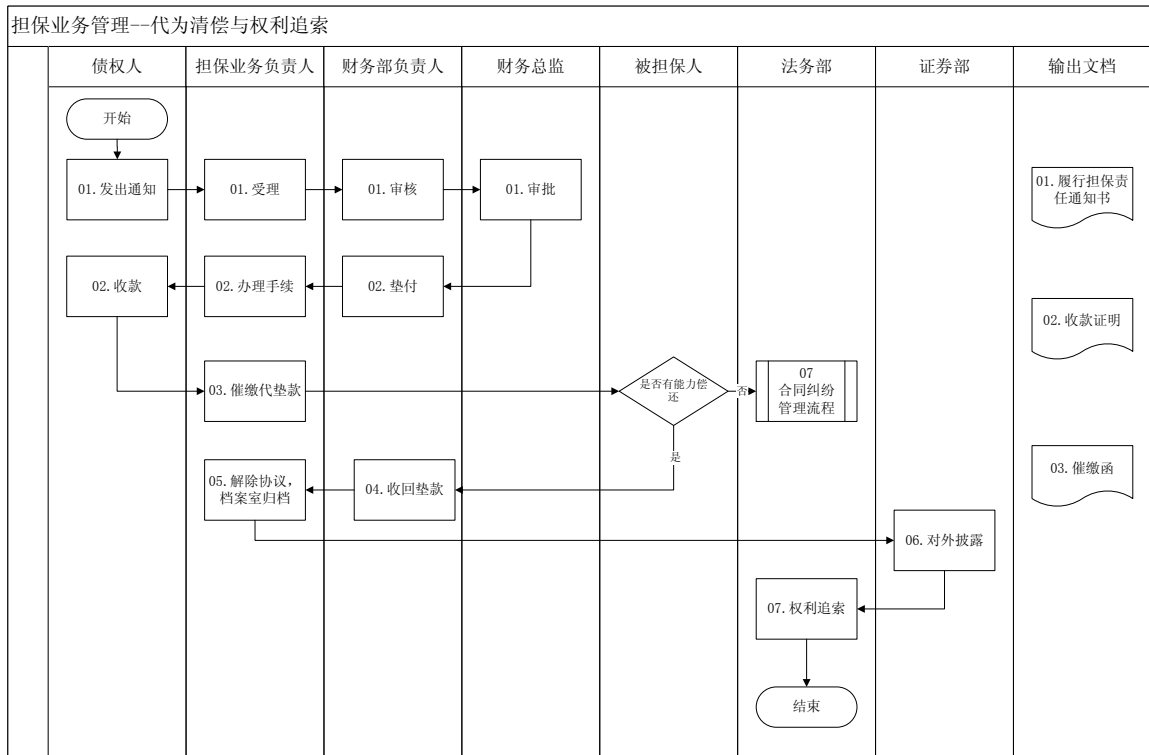 担保业务管理--代为清偿与权利追索
债权人
担保业务负责人
财务部负责人
财务总监
被担保人
法务部
证券部
输出文档
开始
01.发出通知
01.受理
01.审核
01.审批
01.履行担保责
任通知书
02.收款
02.办理手续
02.垫付
02.收款证明
03.催缴代垫款
是否有能力偿
还
否
07
合同纠纷
管理流程
是
05.解除协议，
档案室归档
04.收回垫款
03.催缴函
06.对外披露
07.权利追索
结束